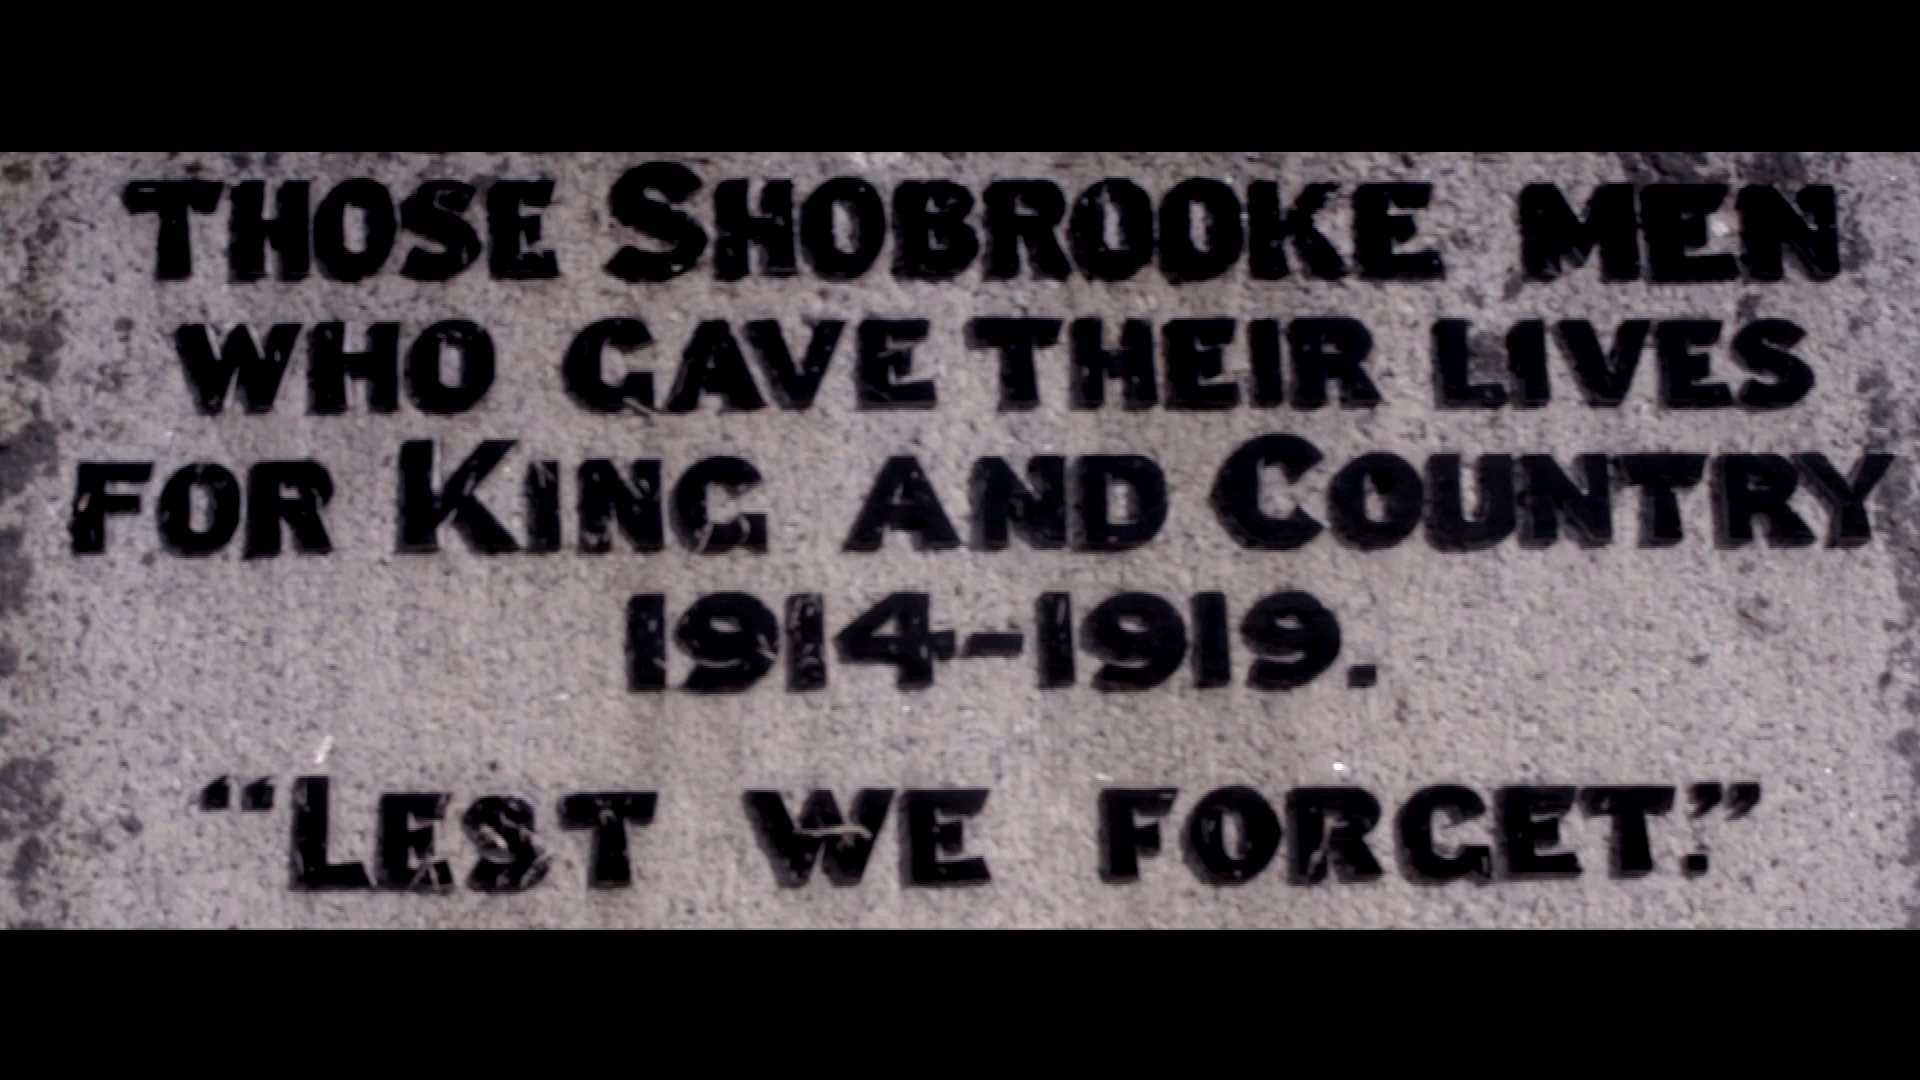 THOSE SHOBROOKE MEN
WHO GAVE THEIR LIVES
FOR KING AND COUNTRY
1914-1919.
“LEST WE FORGET.”